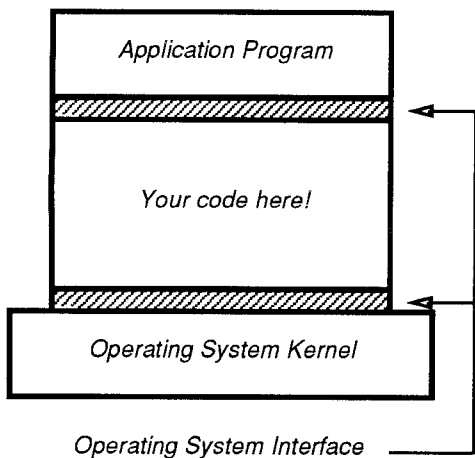 Application Program
Your code here!
Operating System Kernel
Operating System Interface